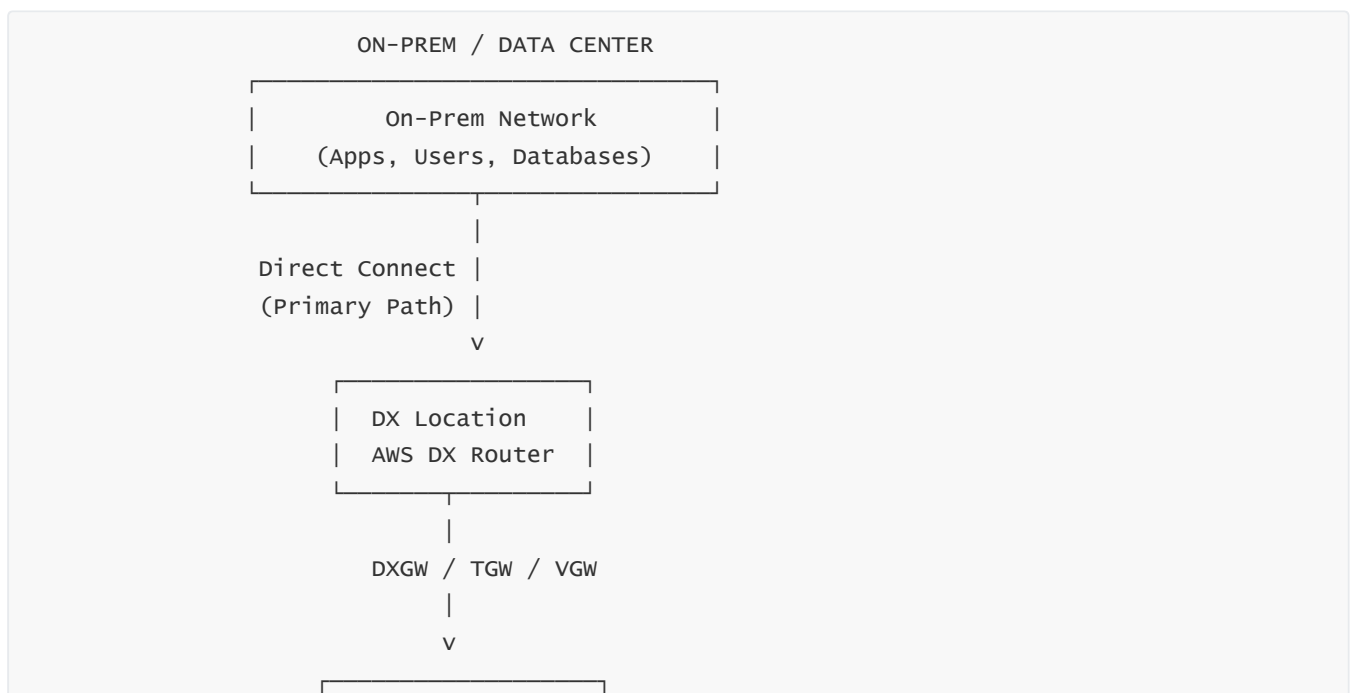 ON-PREM / DATA CENTER
On-Prem Network
(Apps, Users, Databases)
Direct Connect
(Primary Path)
v
DX Location
AWS DX Router
DXGW / TGW / VGW
v